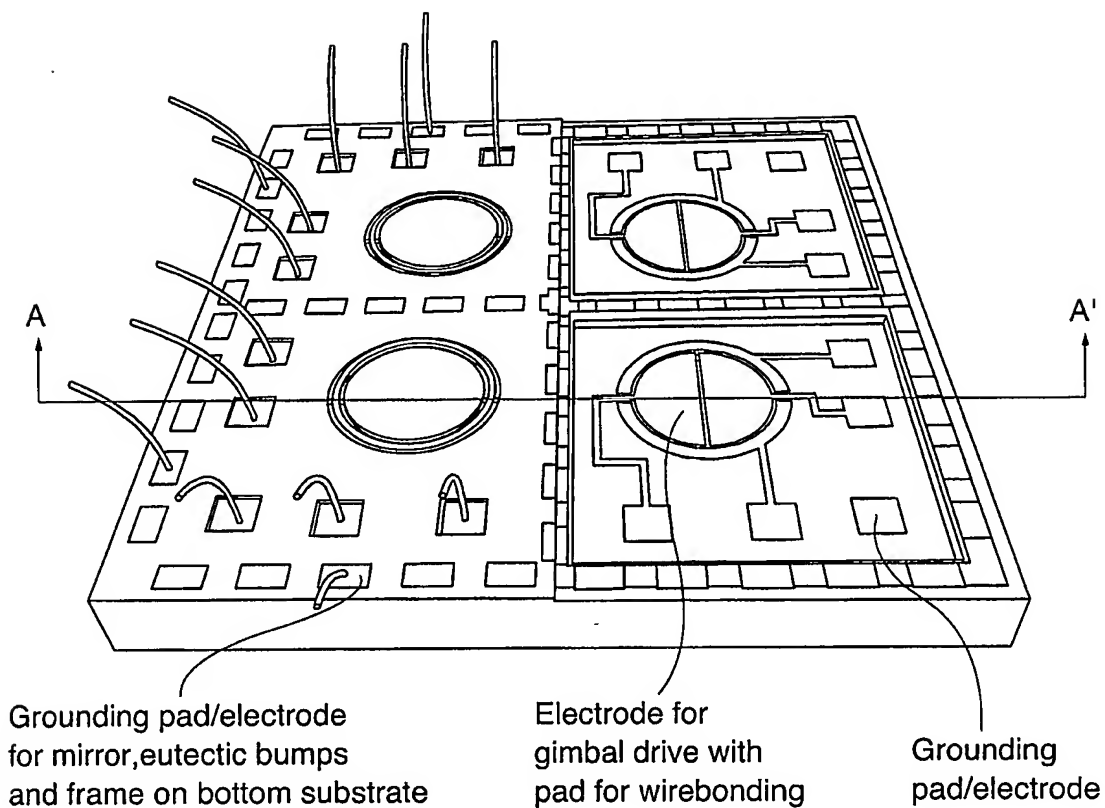 A
A'
Grounding pad/electrode
for mirror,eutectic bumps
and frame on bottom substrate
Electrode for
gimbal drive with
pad for wirebonding
Grounding
pad/electrode